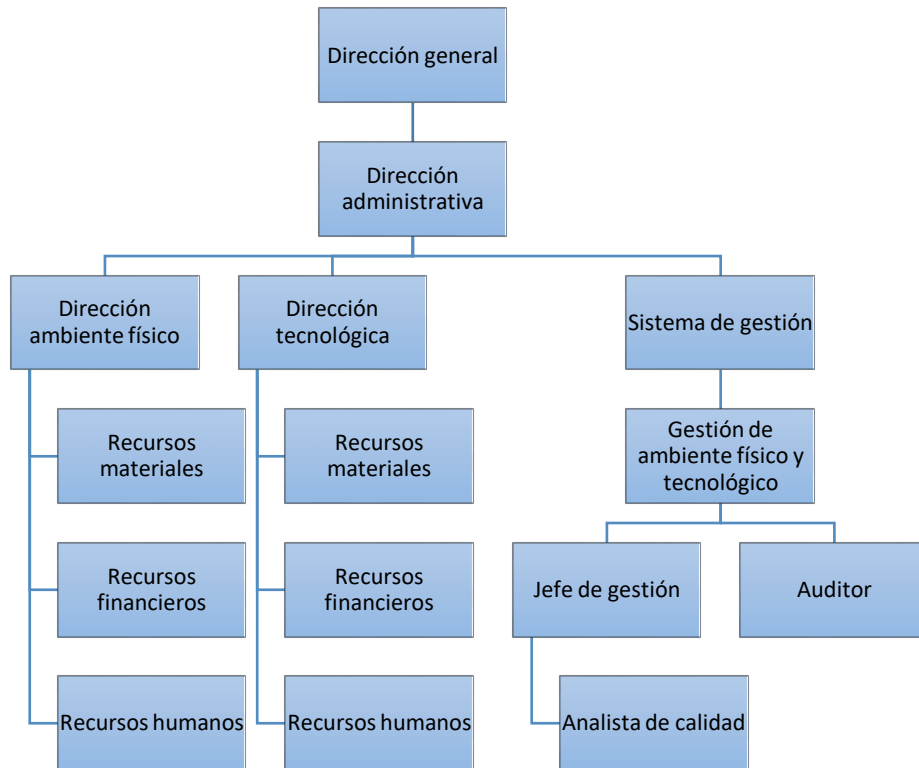 Dirección general
Dirección
administrativa
Dirección
ambiente físico
Dirección
tecnológica
Sistema de gestión
Recursos
materiales
Recursos
materiales
Gestión de
ambiente físico y
tecnológico
Recursos
financieros
Recursos
financieros
Jefe de gestión
Auditor
Recursos humanos
Recursos humanos
Analista de calidad